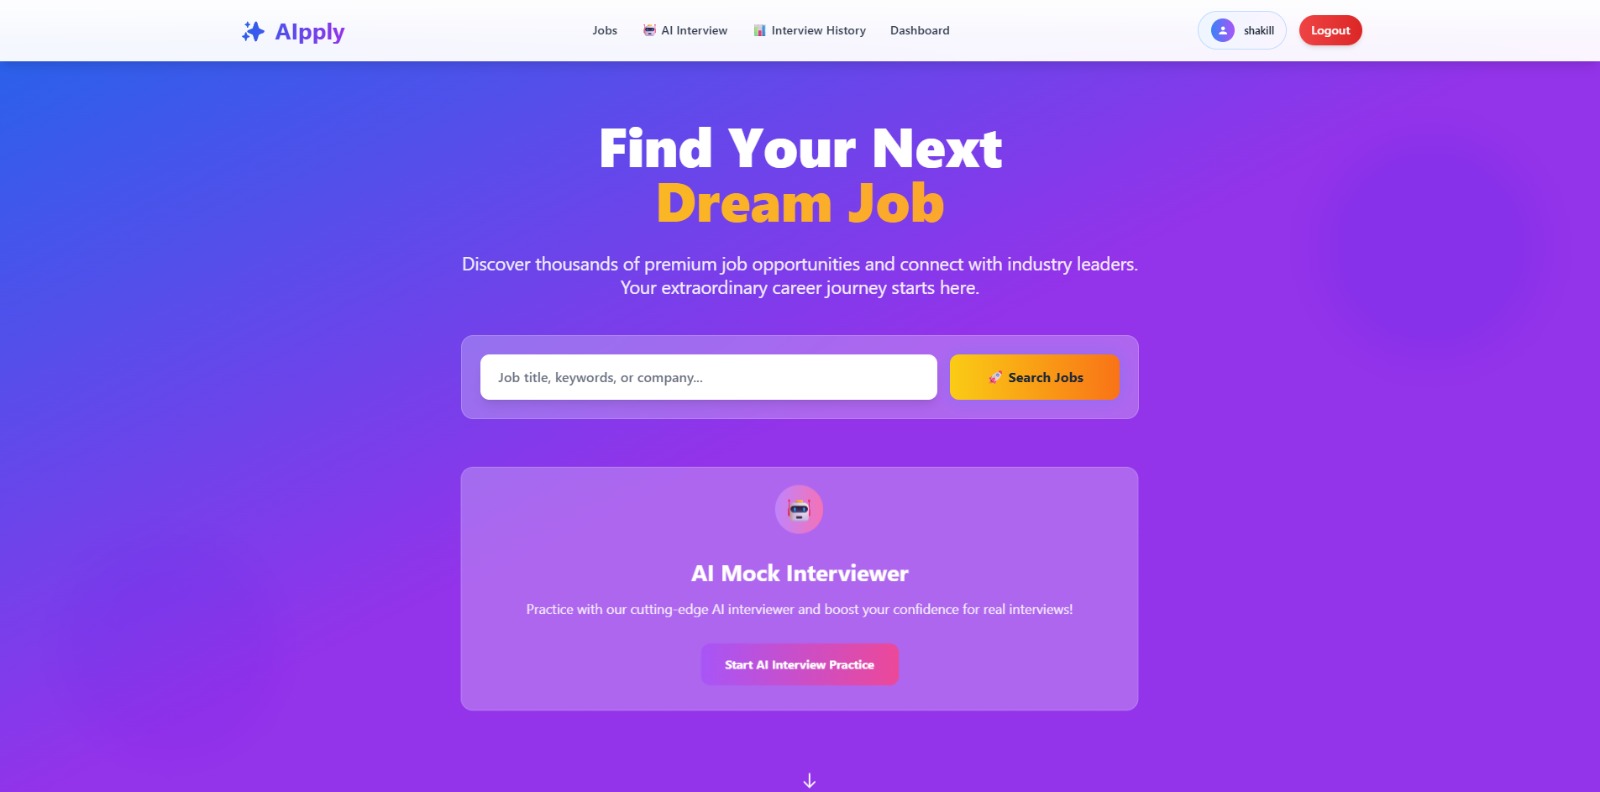 AIpply
Jobs
AI Interview
Interview History
Dashboard
shakill
Logout
Find Your Next
Dream Job
Discover thousands of premium job opportunities and connect with industry leaders.
Your extraordinary career journey starts here.
Job title, keywords, or company...
Search Jobs
AI Mock Interviewer
Practice with our cutting-edge AI interviewer and boost your confidence for real interviews!
Start AI Interview Practice